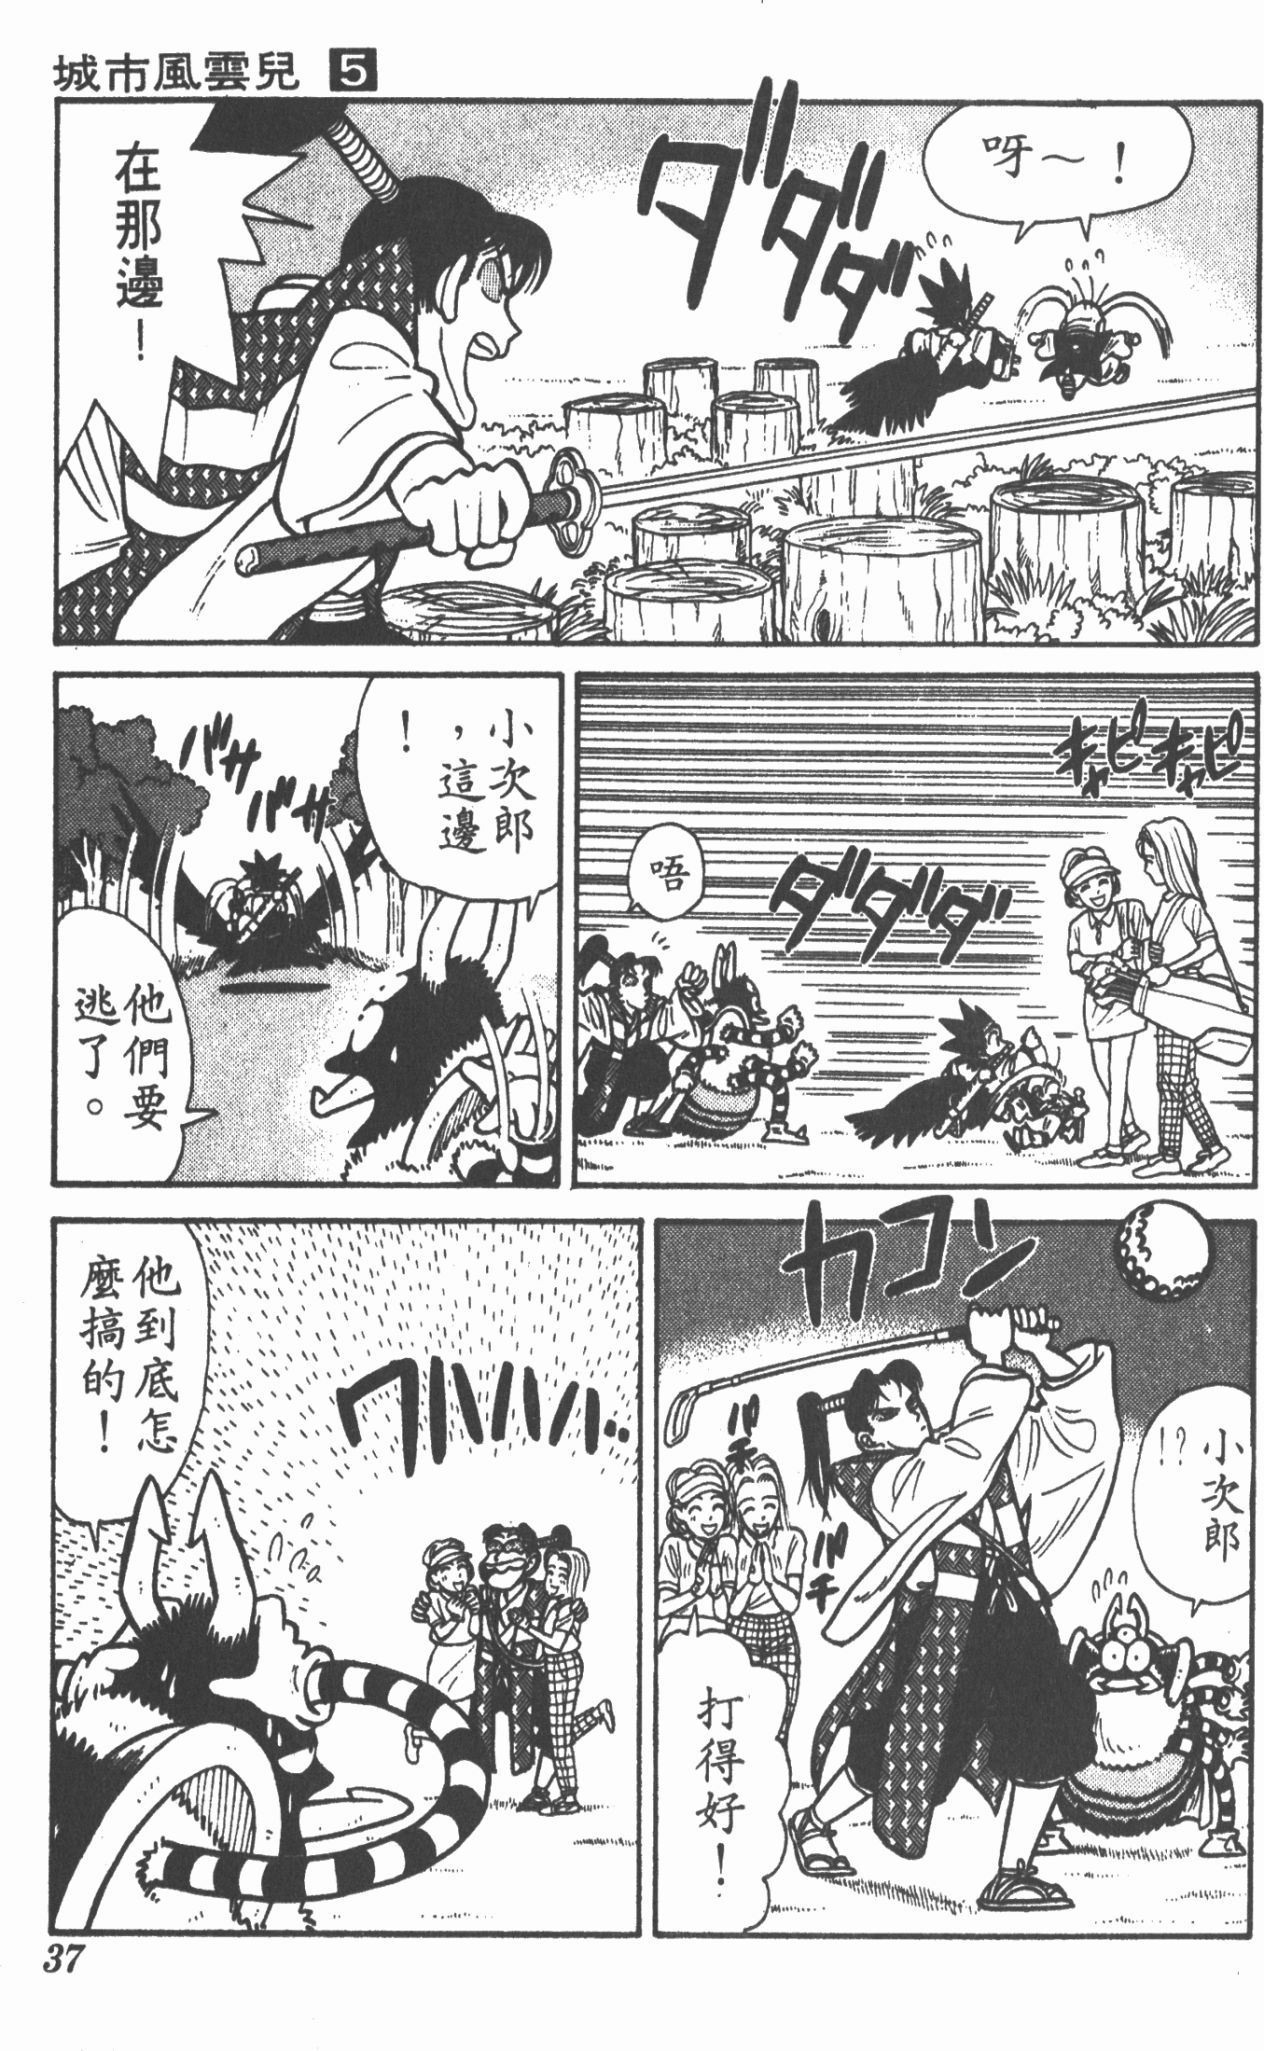 城市風雲兒 5
呀～！
ダダダ
在那邊！
キャピキャピ
ダダダ
唔
小次郎
，這邊
！
バサ
バサ
他們要
逃了。
カコン
小次郎
!?
パチ
パチ
打得好！
ワハハハ‥
他到底怎
麼搞的！
37